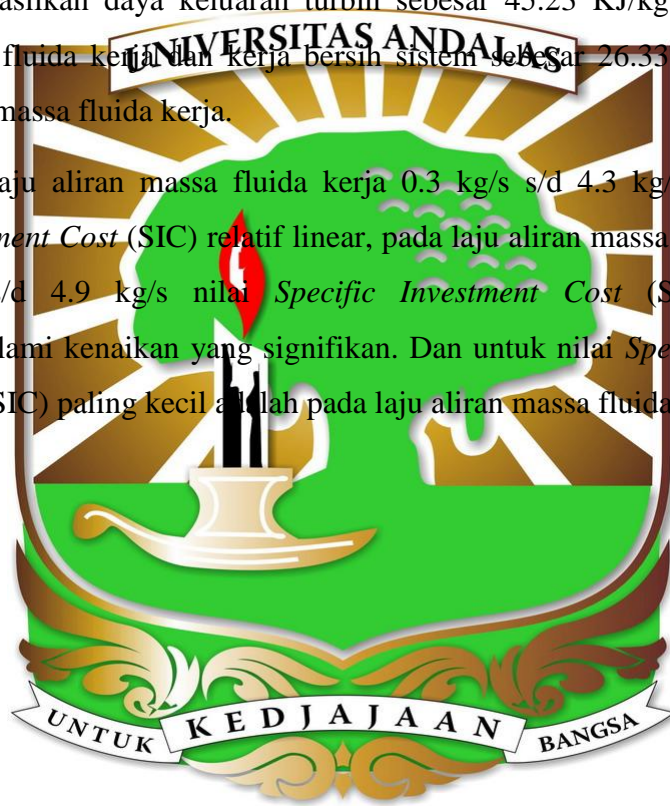 asilkan daya keluaran turbin sebesar 45.23 KJ/kg
UNIVERSITAS ANDALAS
fluida kerja dan kerja bersih sistem sebesar 26.33
massa fluida kerja.
aju aliran massa fluida kerja 0.3 kg/s s/d 4.3 kg/
ment Cost (SIC) relatif linear, pada laju aliran massa
/d 4.9 kg/s nilai Specific Investment Cost (S
lami kenaikan yang signifikan. Dan untuk nilai Spe
SIC) paling kecil adalah pada laju aliran massa fluida
UNTUK KEDJAJAAN BANGSA